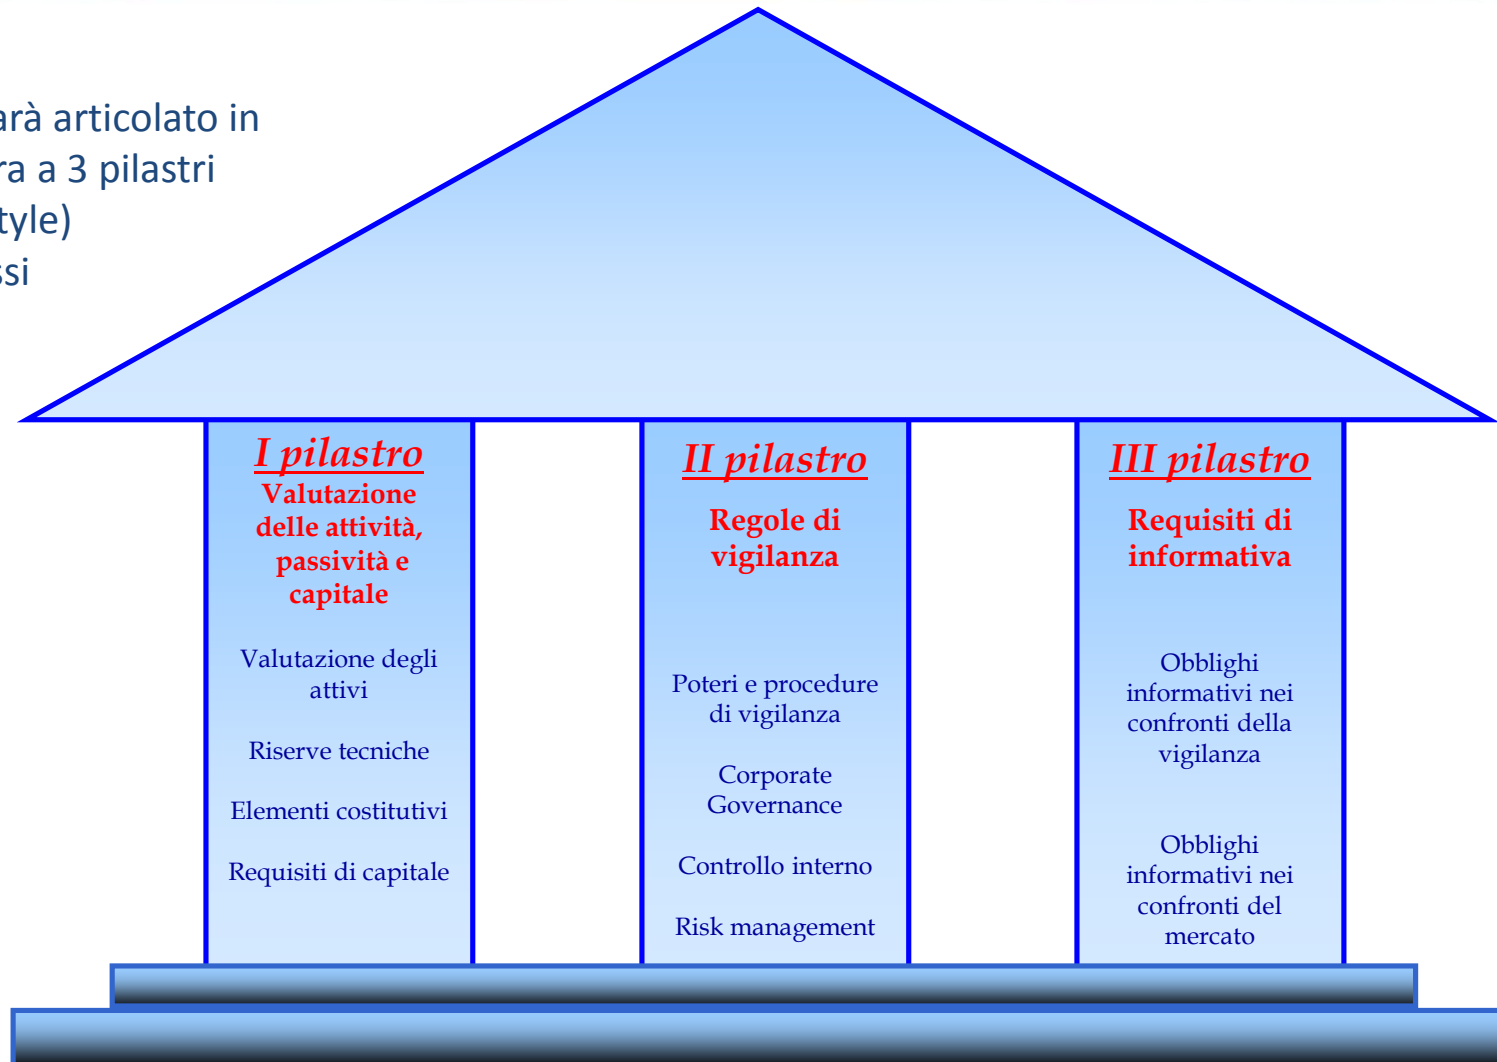 arà articolato in
ra a 3 pilastri
tyle)
ssi
I pilastro
Valutazione
delle attività,
passività e
capitale
Valutazione degli
attivi
Riserve tecniche
Elementi costitutivi
Requisiti di capitale
II pilastro
Regole di
vigilanza
Poteri e procedure
di vigilanza
Corporate
Governance
Controllo interno
Risk management
III pilastro
Requisiti di
informativa
Obblighi
informativi nei
confronti della
vigilanza
Obblighi
informativi nei
confronti del
mercato